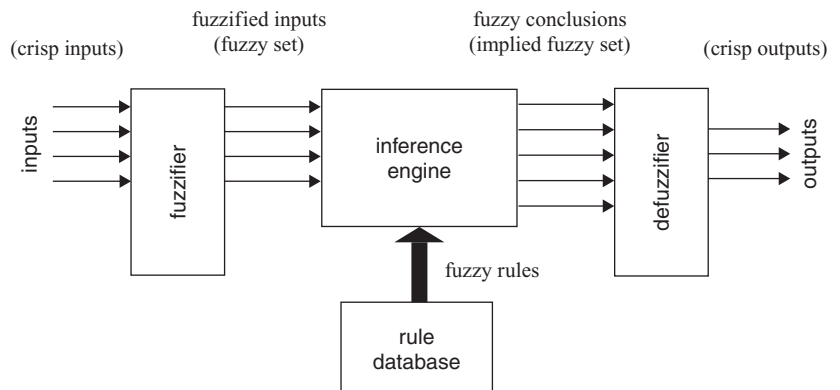 fuzzified inputs
(fuzzy set)
fuzzy conclusions
(implied fuzzy set)
(crisp inputs)
(crisp outputs)
inputs
fuzzifier
inference
engine
defuzzifier
outputs
fuzzy rules
rule
database